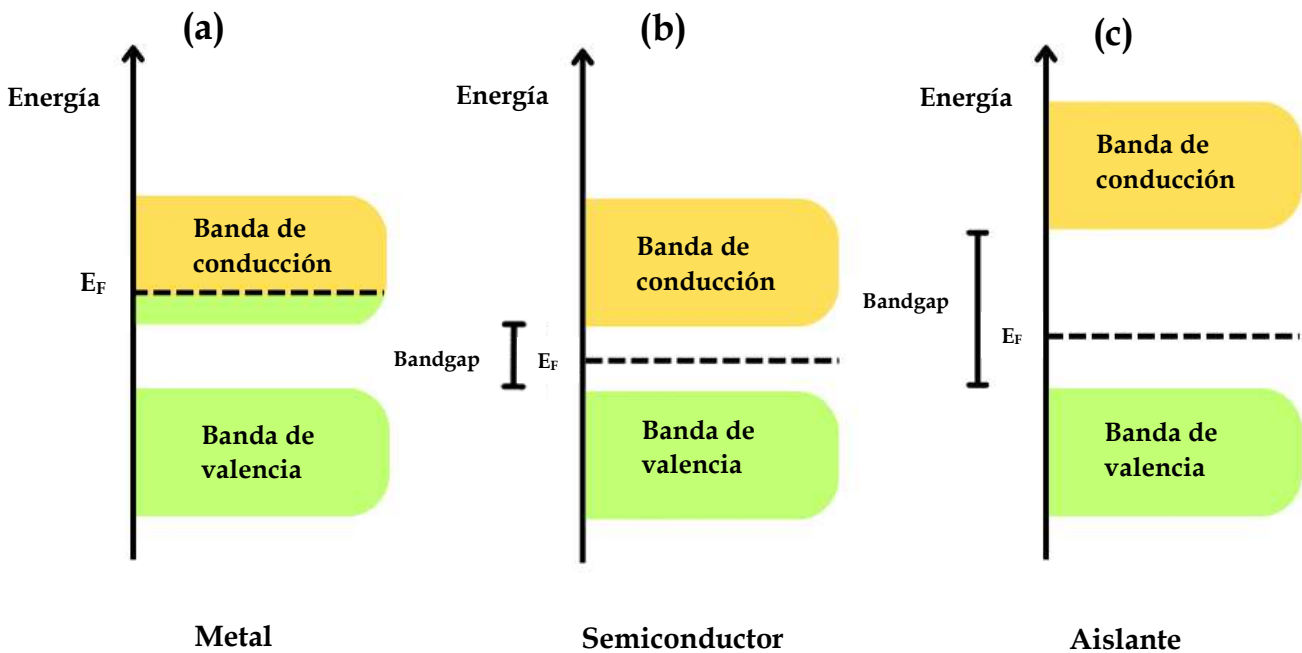 (a)
Energía
Banda de
conducción
E_F
Banda de
valencia
Metal
(b)
Energía
Banda de
conducción
Bandgap
E_F
Banda de
valencia
Semiconductor
(c)
Energía
Banda de
conducción
Bandgap
E_F
Banda de
valencia
Aislante